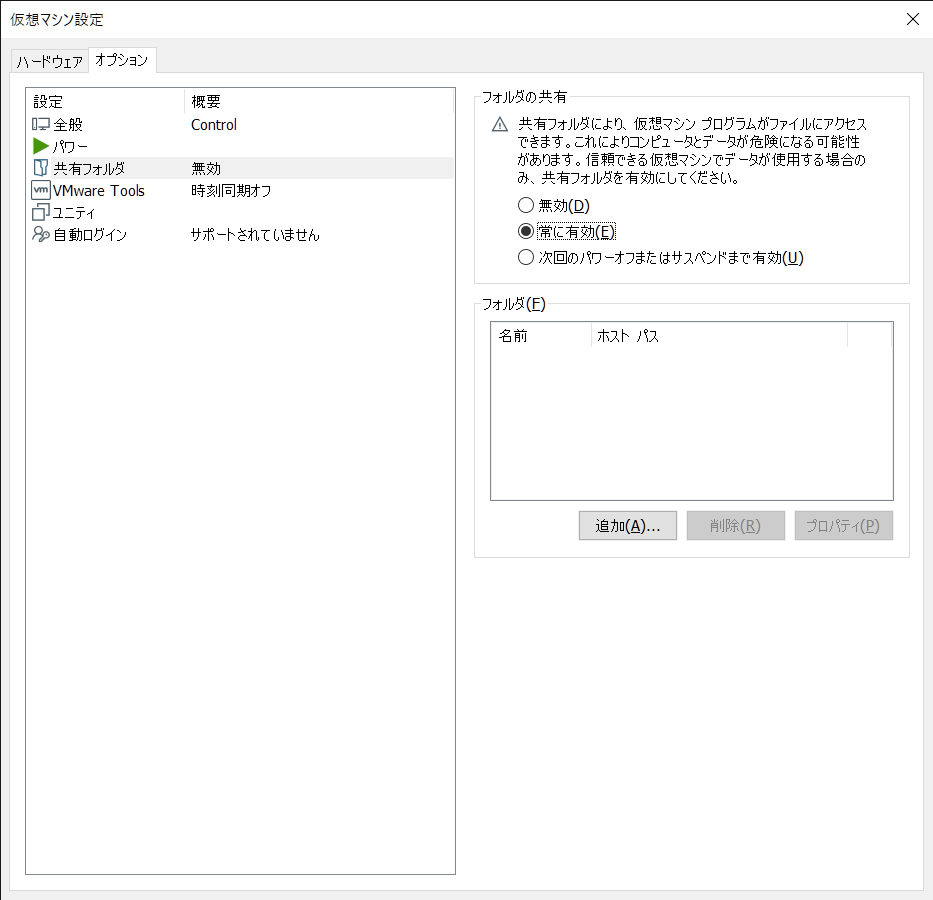 仮想マシン設定
ハードウェア オプション
設定 概要
全般 Control
パワー
共有フォルダ 無効
VMware Tools 時刻同期オフ
ユニティ
自動ログイン サポートされていません
フォルダの共有
共有フォルダにより、仮想マシン プログラムがファイルにアクセス
できます。これによりコンピュータとデータが危険になる可能性
があります。信頼できる仮想マシンでデータが使用する場合の
み、共有フォルダを有効にしてください。
無効(D)
常に有効(E)
次回のパワーオフまたはサスペンドまで有効(U)
フォルダ(F)
名前 ホスト パス
追加(A)... 削除(R) プロパティ(P)